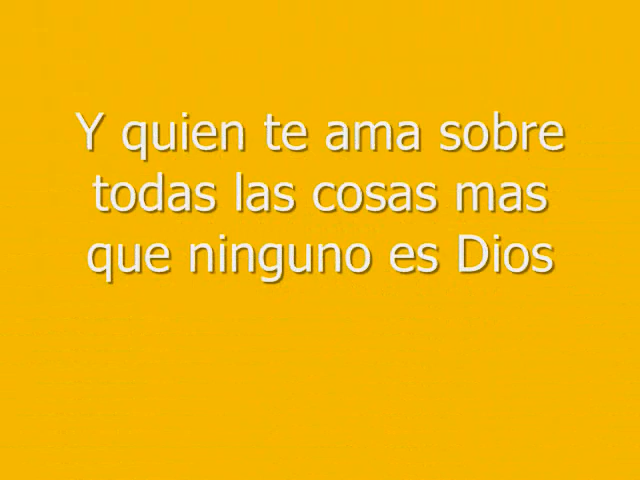 Y quien te ama sobre
todas las cosas mas
que ninguno es Dios